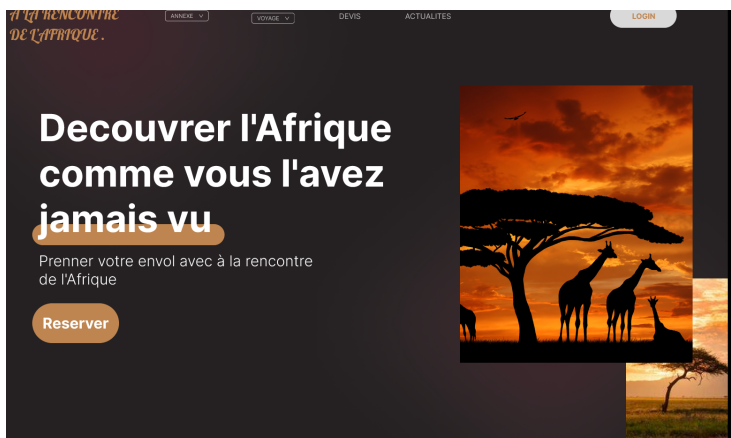 A LA RENCONTRE
DE L'AFRIQUE .
ANNEXE
VOYAGE
DEVIS
ACTUALITES
LOGIN
Decouvrer l'Afrique
comme vous l'avez
jamais vu
Prenner votre envol avec à la rencontre
de l'Afrique
Reserver